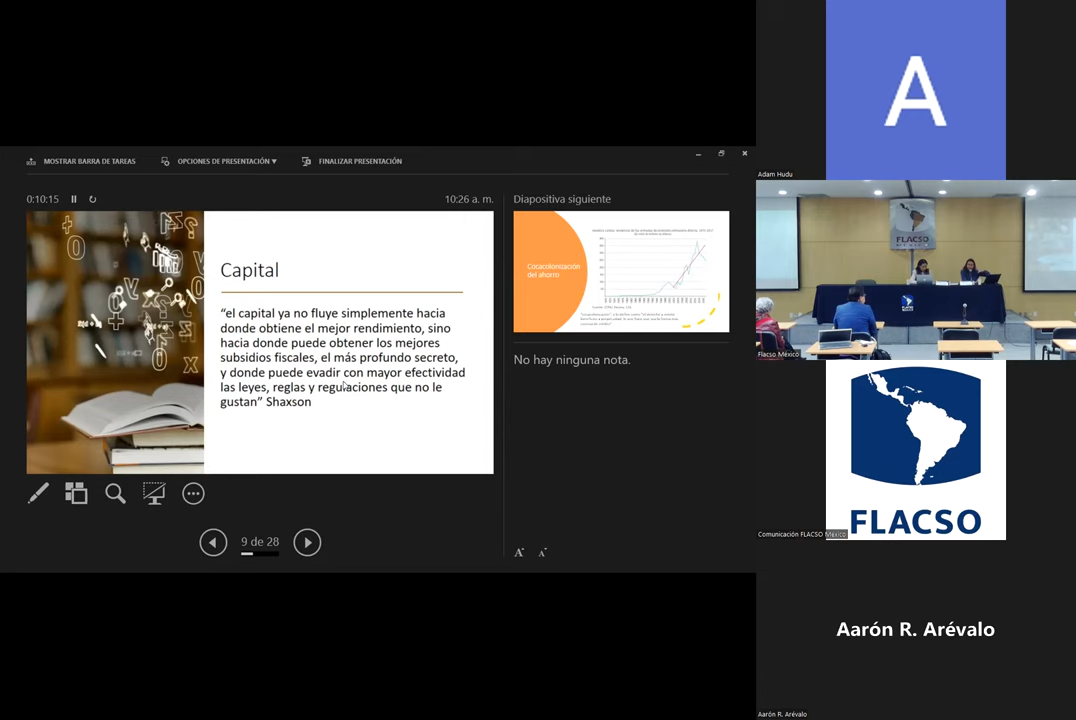 MOSTRAR BARRA DE TAREAS
OPCIONES DE PRESENTACIÓN
FINALIZAR PRESENTACIÓN
0:10:15
10:26 a. m.
Capital
“el capital ya no fluye simplemente hacia
donde obtiene el mejor rendimiento, sino
hacia donde puede obtener los mejores
subsidios fiscales, el más profundo secreto,
y donde puede evadir con mayor efectividad
las leyes, reglas y regulaciones que no le
gustan” Shaxson
9 de 28
Diapositiva siguiente
Cocacolonización
del ahorro
No hay ninguna nota.
A
Adam Hudu
FLACSO
Flacso México
FLACSO
Comunicación FLACSO México
Aarón R. Arévalo
Aarón R. Arévalo